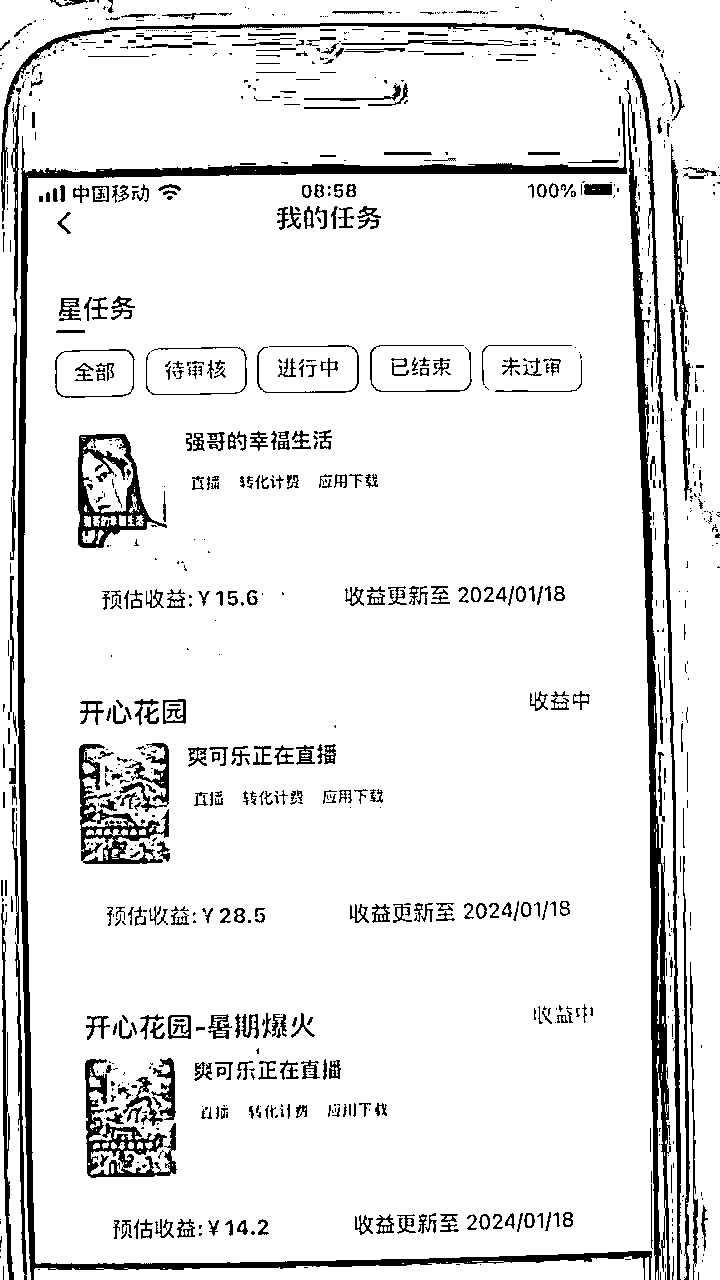 中国移动 08:58 100%
我的任务
星任务
全部 待审核 进行中 已结束 未过审
强哥的幸福生活
直播 转化计费 应用下载
预估收益:¥15.6 收益更新至 2024/01/18
开心花园 收益中
爽可乐正在直播
直播 转化计费 应用下载
预估收益:¥28.5 收益更新至 2024/01/18
开心花园-暑期爆火 收益中
爽可乐正在直播
直播 转化计费 应用下载
预估收益:¥14.2 收益更新至 2024/01/18